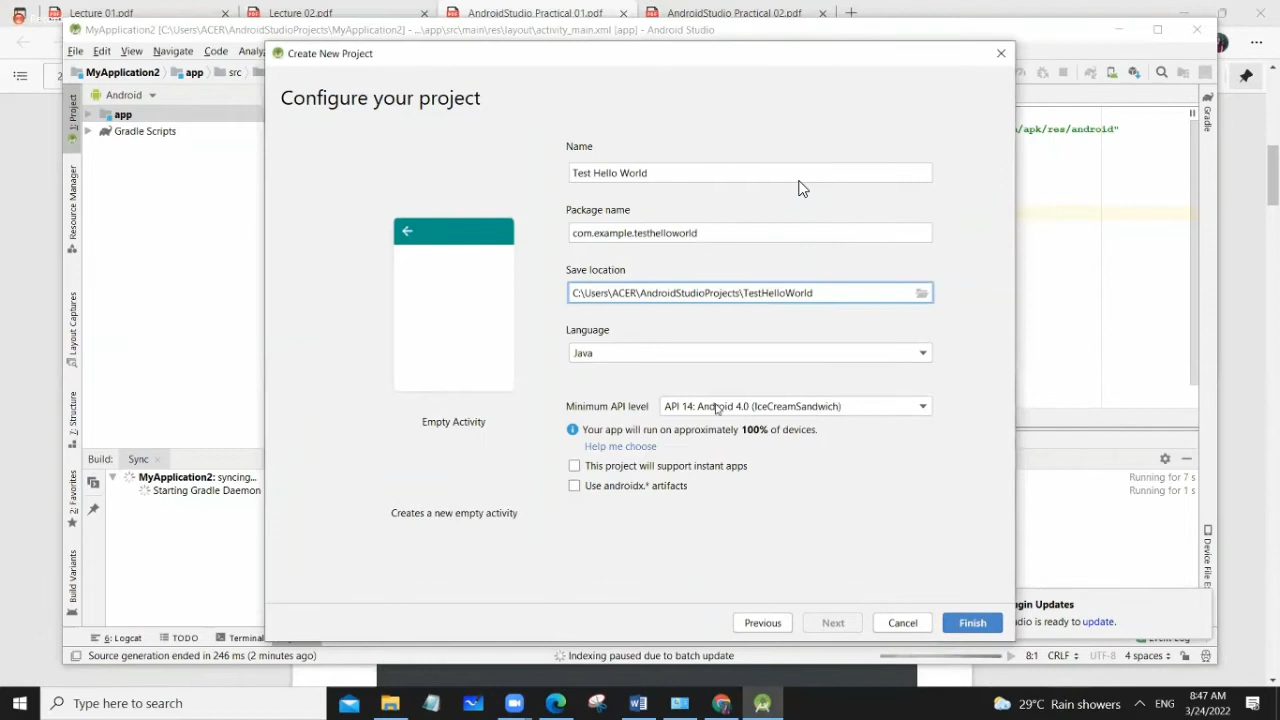 Lecture 01.pdf
Lecture 02.pdf
AndroidStudio Practical 01.pdf
AndroidStudio Practical 02.pdf
MyApplication2 [C:\Users\ACER\AndroidStudioProjects\MyApplication2] - ...\app\src\main\res\layout\activity_main.xml [app] - Android Studio
File Edit View Navigate Code Analy
MyApplication2 app src
Create New Project
Configure your project
1: Project
Android
app
Gradle Scripts
Resource Manager
Layout Captures
7: Structure
2: Favorites
Build Variants
Name
Test Hello World
Package name
com.example.testhelloworld
Save location
C:\Users\ACER\AndroidStudioProjects\TestHelloWorld
Language
Java
Minimum API level API 14: Android 4.0 (IceCreamSandwich)
Your app will run on approximately 100% of devices.
Help me choose
This project will support instant apps
Use androidx.* artifacts
Empty Activity
Creates a new empty activity
Previous Next Cancel Finish
/apk/res/android"
Gradle
Device File E
Build: Sync
MyApplication2: syncing...
Starting Gradle Daemon
Running for 7 s
Running for 1 s
gin Updates
dio is ready to update.
6: Logcat TODO Terminal
Event Log
Source generation ended in 246 ms (2 minutes ago)
Indexing paused due to batch update
8:1 CRLF UTF-8 4 spaces
Type here to search
29°C Rain showers
ENG
8:47 AM
3/24/2022